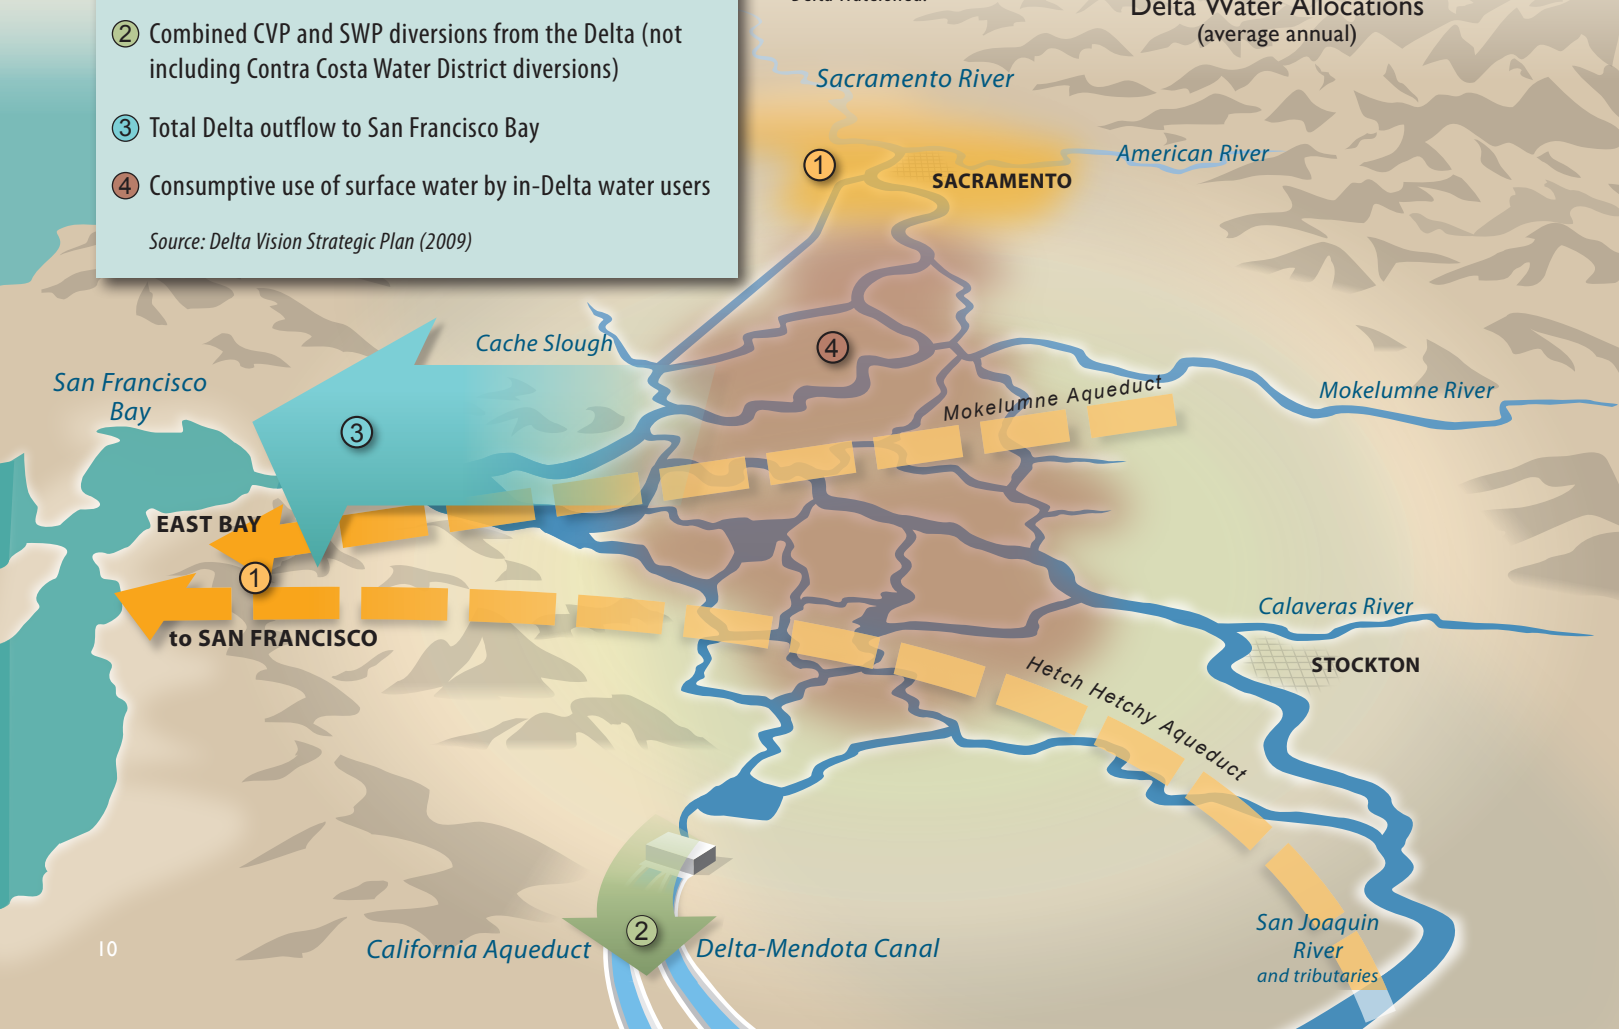 Delta Watershed.
Delta Water Allocations
(average annual)
2 Combined CVP and SWP diversions from the Delta (not
including Contra Costa Water District diversions)
3 Total Delta outflow to San Francisco Bay
4 Consumptive use of surface water by in-Delta water users
Source: Delta Vision Strategic Plan (2009)
Sacramento River
American River
1
SACRAMENTO
Cache Slough
4
San Francisco
Bay
Mokelumne Aqueduct
Mokelumne River
3
EAST BAY
1
to SAN FRANCISCO
Calaveras River
STOCKTON
Hetch Hetchy Aqueduct
2
California Aqueduct
Delta-Mendota Canal
San Joaquin
River
and tributaries
10